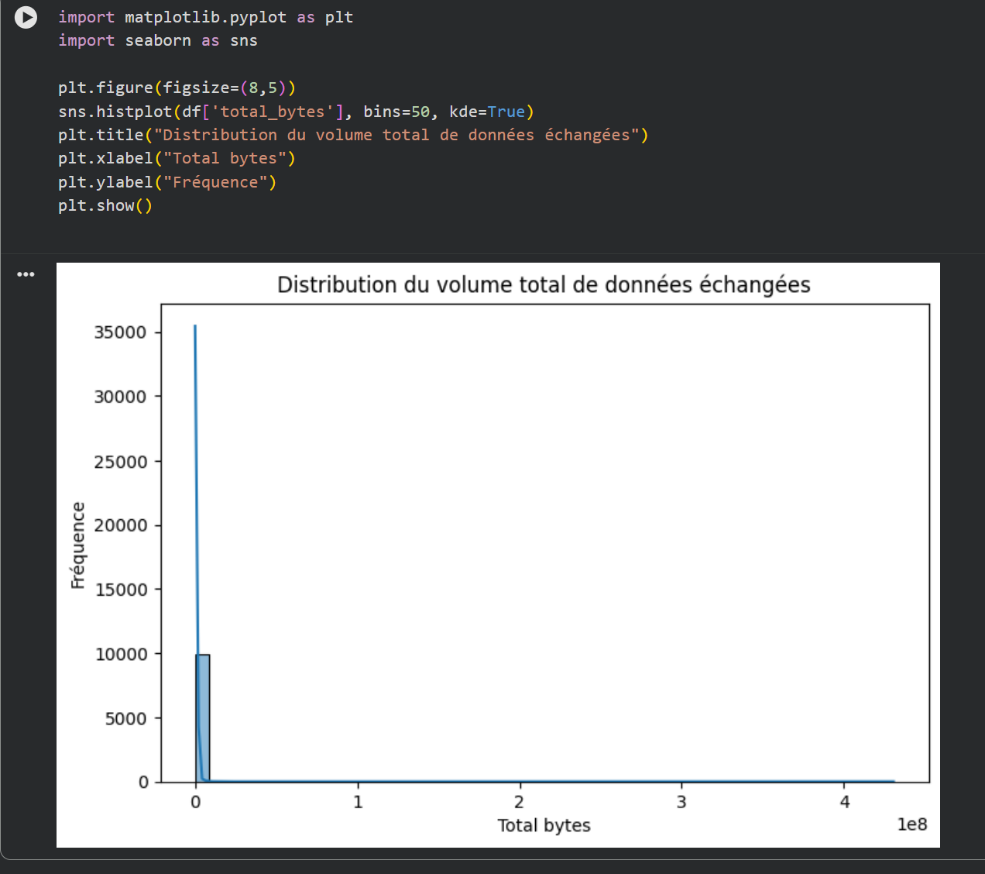 import matplotlib.pyplot as plt
import seaborn as sns
plt.figure(figsize=(8,5))
sns.histplot(df['total_bytes'], bins=50, kde=True)
plt.title("Distribution du volume total de données échangées")
plt.xlabel("Total bytes")
plt.ylabel("Fréquence")
plt.show()
Distribution du volume total de données échangées
35000
30000
25000
20000
15000
10000
5000
0
Fréquence
0 1 2 3 4
Total bytes
1e8